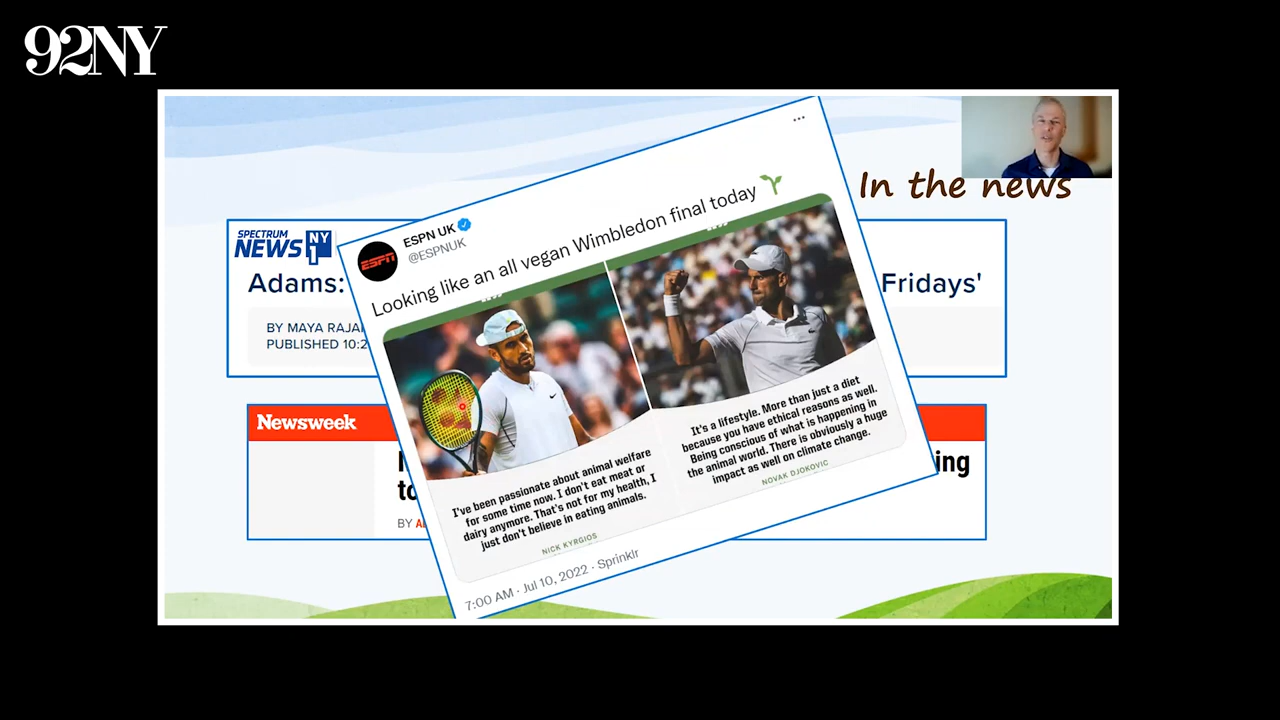 92NY
In the news
SPECTRUM
NEWS NY
1
Adams:
Fridays'
BY MAYA
PUBLISHED
Newsweek
ing
BY
ESPN
ESPN UK
@ESPNUK
Looking like an all vegan Wimbledon final today
I've been passionate about animal welfare
for some time now. I don't eat meat or
dairy anymore. That's not for my health, I
just don't believe in eating animals.
NICK KYRGIOS
It's a lifestyle. More than just a diet
because you have ethical reasons as well.
Being conscious of what is happening in
the animal world. There is obviously a huge
impact as well on climate change.
NOVAK DJOKOVIC
7:00 AM · Jul 10, 2022 · Sprinklr